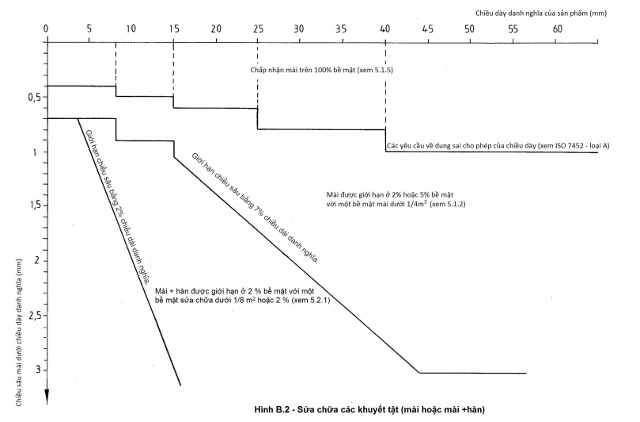 Chiều dày danh nghĩa của sản phẩm (mm)
0 5 10 15 20 25 30 35 40 45 50 55 60
Chấp nhận mài trên 100% bề mặt (xem 5.1.5)
0,5
Các yêu cầu về dung sai cho phép của chiều dày (xem ISO 7452 - loại A)
1
Giới hạn chiều sâu bằng 2% chiều dài danh nghĩa.
Giới hạn chiều sâu bằng 7% chiều dài danh nghĩa.
Mài được giới hạn ở 2% hoặc 5% bề mặt
với một bề mặt mài dưới 1/4m² (xem 5.1.2)
1,5
2
Mài + hàn được giới hạn ở 2 % bề mặt với một
bề mặt sửa chữa dưới 1/8 m² hoặc 2 % (xem 5.2.1)
2,5
3
Chiều sâu mài dưới chiều dày danh nghĩa (mm)
Hình B.2 - Sửa chữa các khuyết tật (mài hoặc mài +hàn)